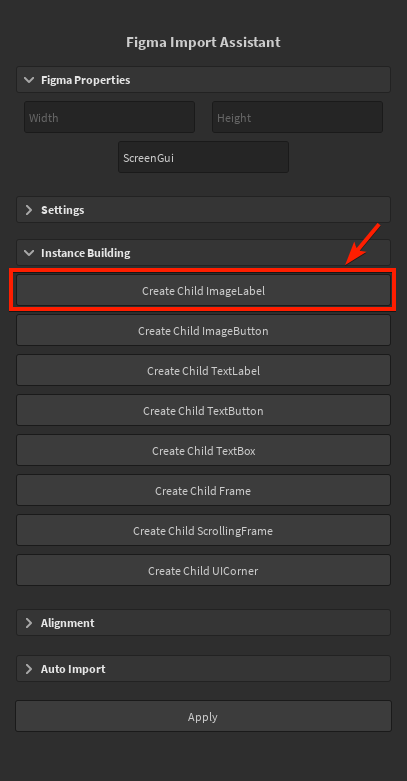 Figma Import Assistant
Figma Properties
Width Height
ScreenGui
Settings
Instance Building
Create Child ImageLabel
Create Child ImageButton
Create Child TextLabel
Create Child TextButton
Create Child TextBox
Create Child Frame
Create Child ScrollingFrame
Create Child UICorner
Alignment
Auto Import
Apply